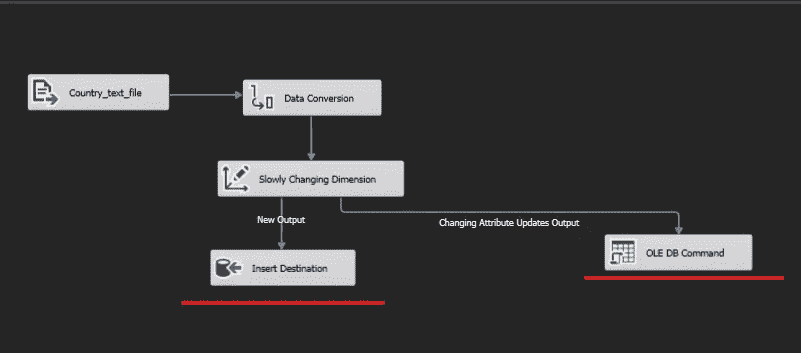 Country_text_file
Data Conversion
Slowly Changing Dimension
New Output
Changing Attribute Updates Output
Insert Destination
OLE DB Command